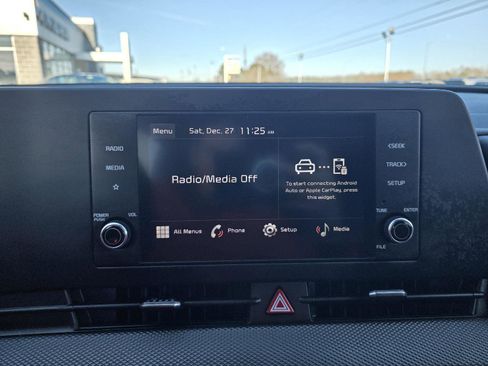 Menu Sat, Dec. 27 11:25 AM
RADIO
MEDIA
<SEEK
TRACK>
SETUP
Radio/Media Off
To start connecting Android
Auto or Apple CarPlay, press
this widget.
POWER
PUSH
VOL
TUNE
ENTER
FILE
All Menus Phone Setup Media